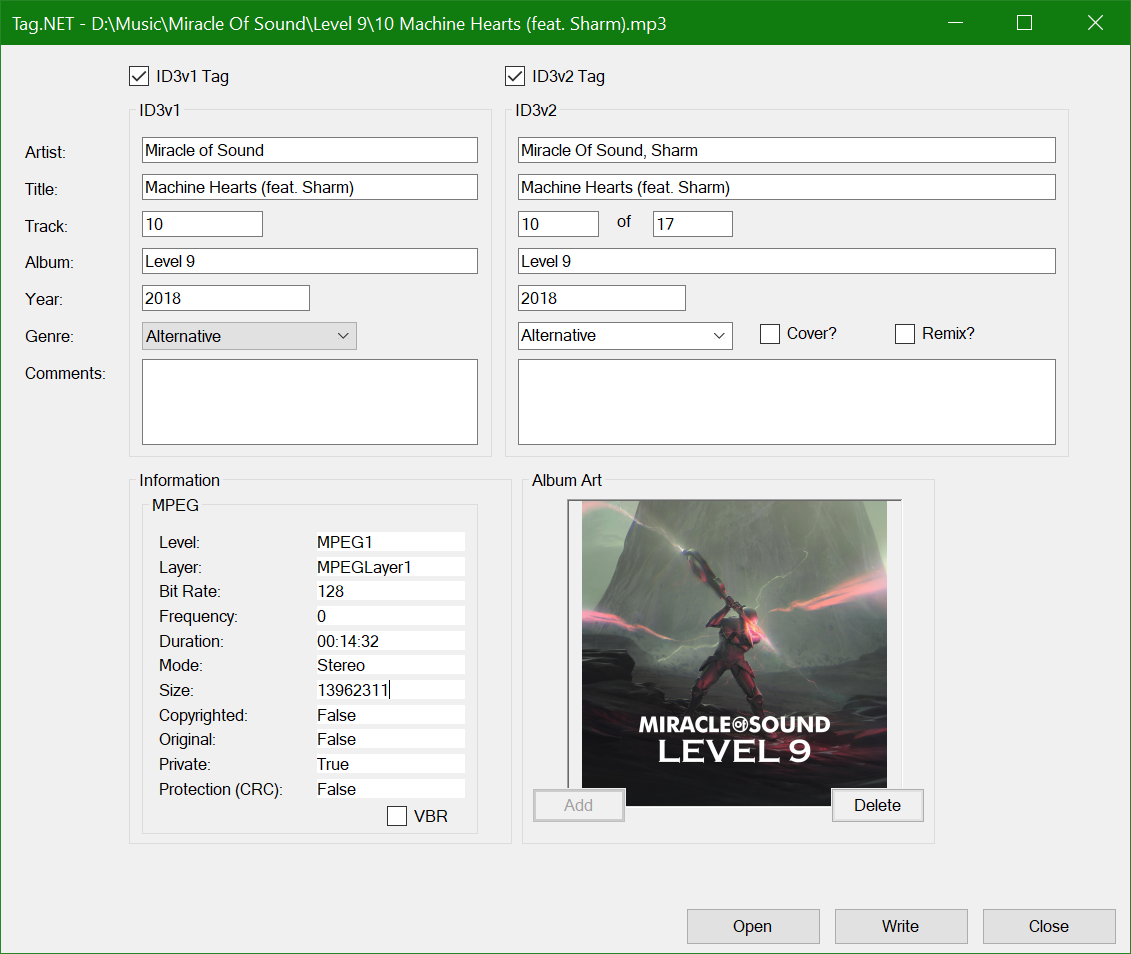 Tag.NET - D:\Music\Miracle Of Sound\Level 9\10 Machine Hearts (feat. Sharm).mp3
ID3v1 Tag ID3v2 Tag
ID3v1 ID3v2
Artist: Miracle of Sound Miracle Of Sound, Sharm
Title: Machine Hearts (feat. Sharm) Machine Hearts (feat. Sharm)
Track: 10 10 of 17
Album: Level 9 Level 9
Year: 2018 2018
Genre: Alternative Alternative Cover? Remix?
Comments:
Information
MPEG
Level: MPEG1
Layer: MPEGLayer1
Bit Rate: 128
Frequency: 0
Duration: 00:14:32
Mode: Stereo
Size: 13962311
Copyrighted: False
Original: False
Private: True
Protection (CRC): False
VBR
Album Art
MIRACLE OF SOUND
LEVEL 9
Add Delete
Open Write Close